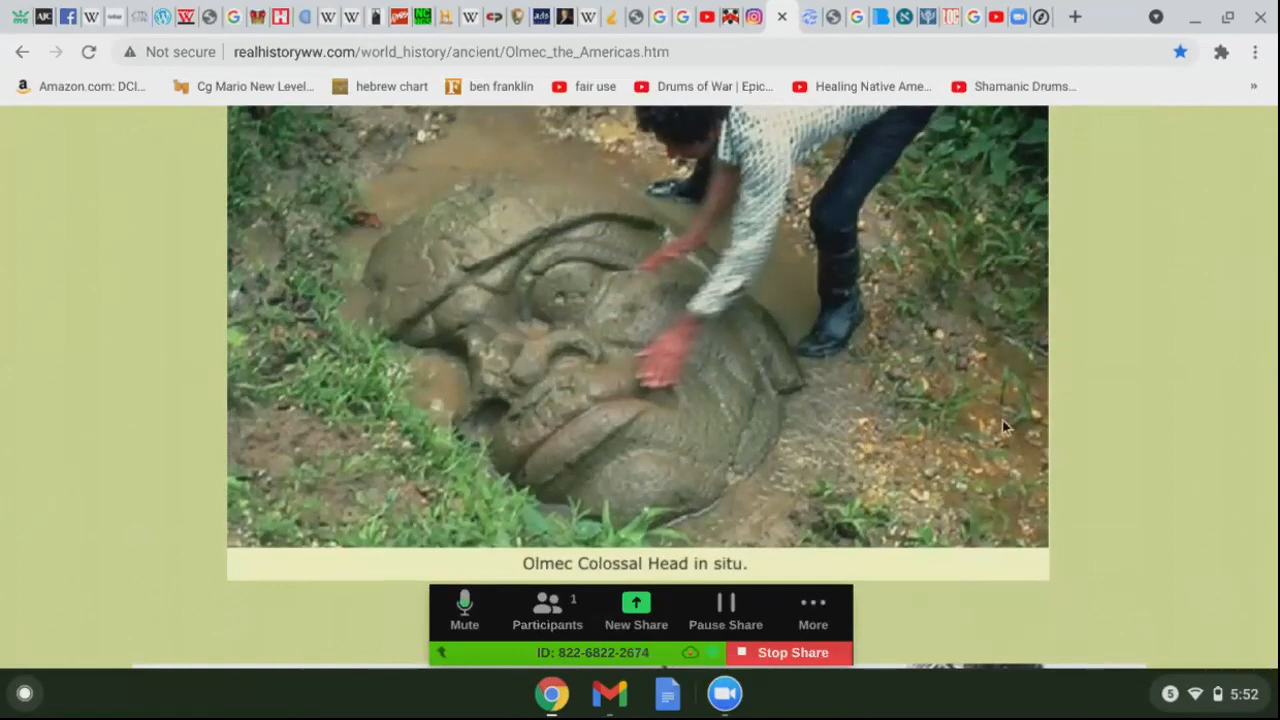 Not secure
realhistoryww.com/world_history/ancient/Olmec_the_Americas.htm
Amazon.com: DCI...
Cg Mario New Level...
hebrew chart
ben franklin
fair use
Drums of War | Epic...
Healing Native Ame...
Shamanic Drums...
»
Olmec Colossal Head in situ.
1
Mute
Participants
New Share
Pause Share
More
ID: 822-6822-2674
Stop Share
5
5:52